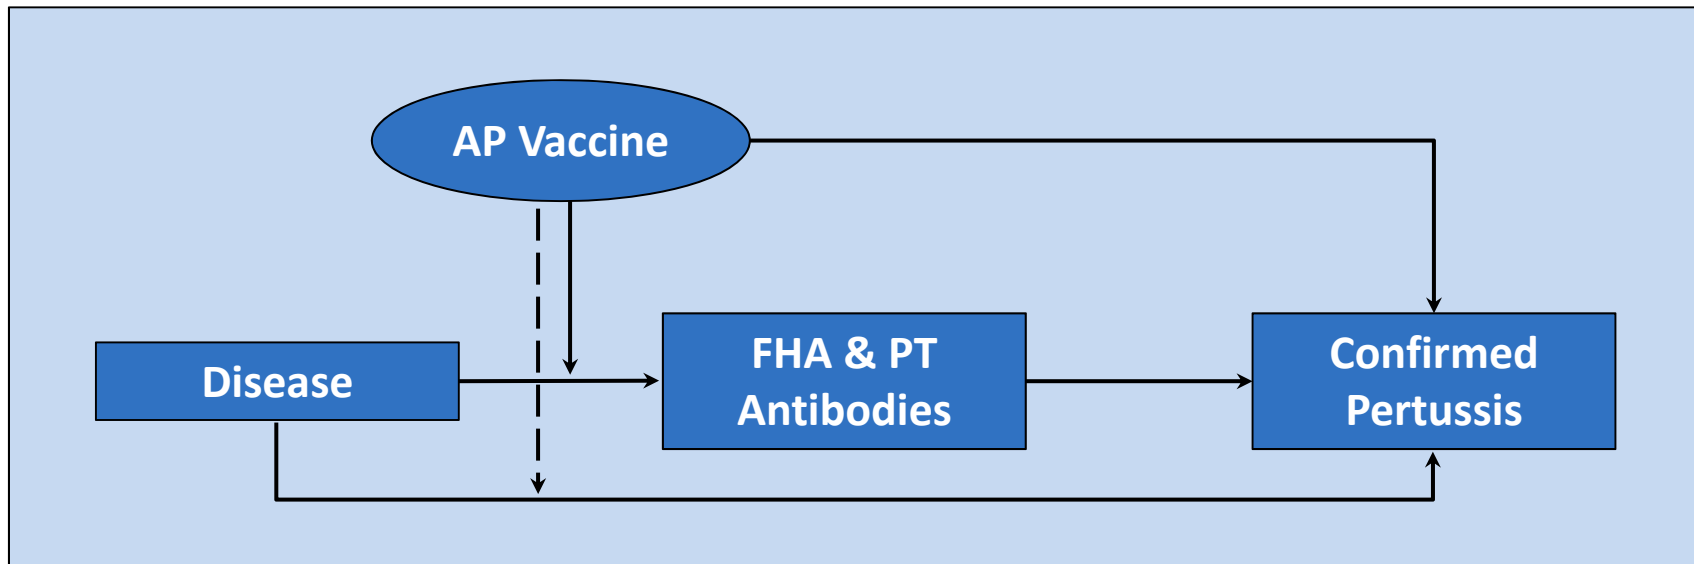 AP Vaccine
Disease
FHA & PT
Antibodies
Confirmed
Pertussis